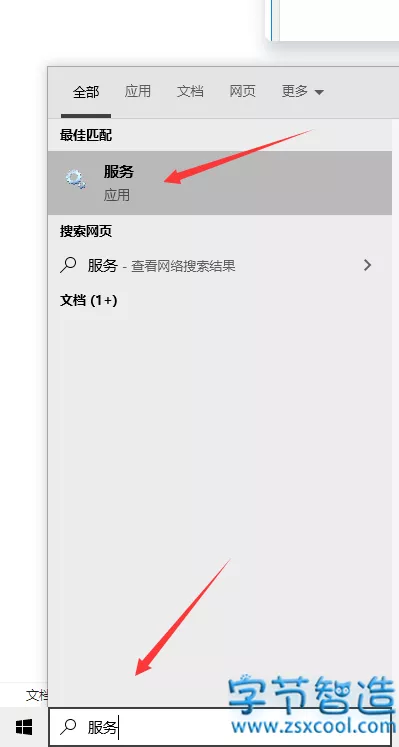 全部 应用 文档 网页 更多
最佳匹配
服务
应用
搜索网页
服务 - 查看网络搜索结果
文档 (1+)
文档
服务
字节智造
www.zsxcool.com